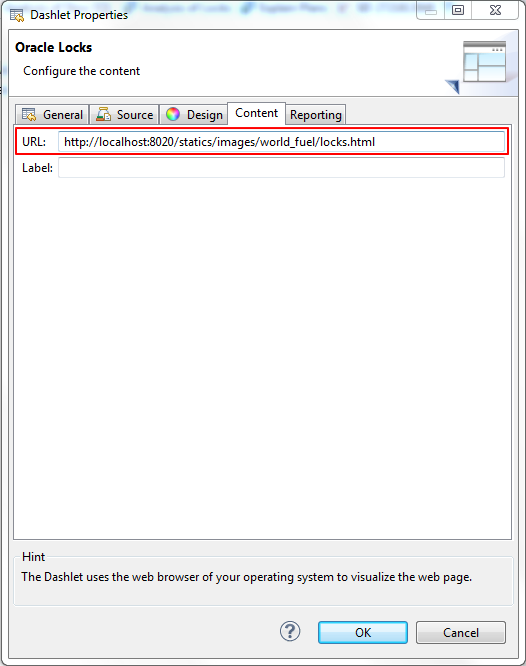 Dashlet Properties
Oracle Locks
Configure the content
General Source Design Content Reporting
URL: http://localhost:8020/statics/images/world_fuel/locks.html
Label:
Hint
The Dashlet uses the web browser of your operating system to visualize the web page.
? OK Cancel